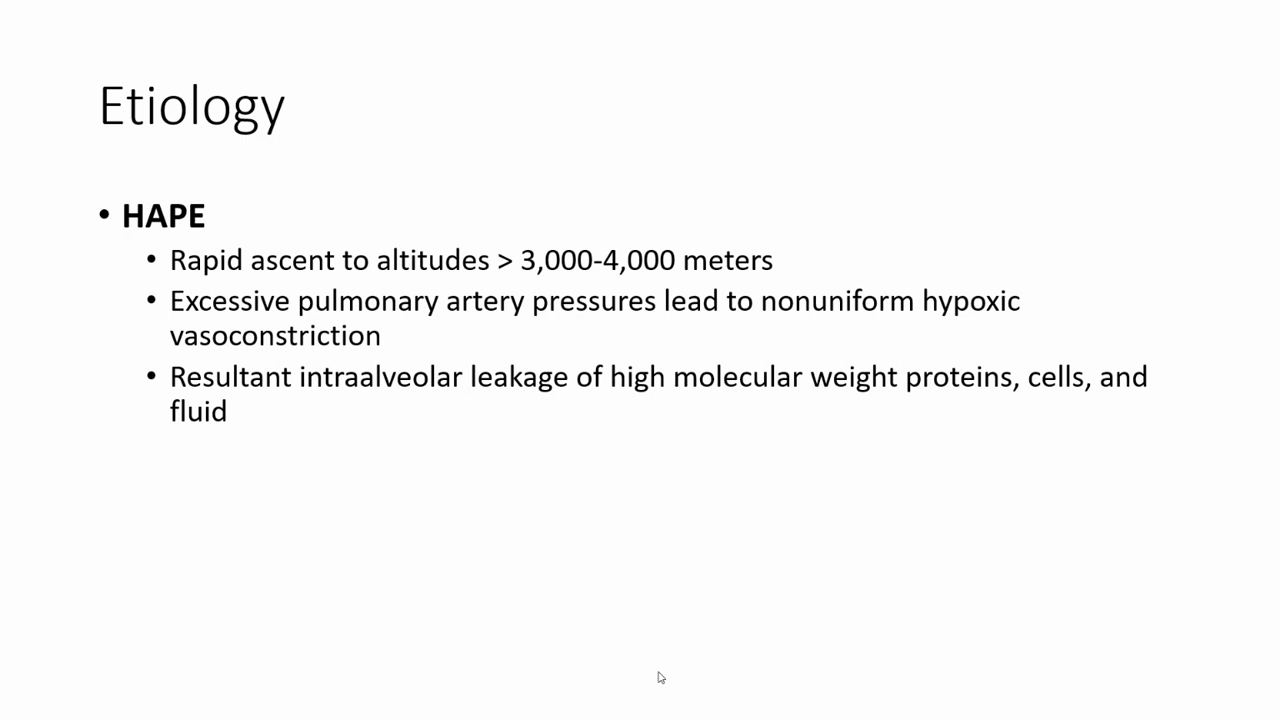 Etiology
• HAPE
• Rapid ascent to altitudes > 3,000-4,000 meters
• Excessive pulmonary artery pressures lead to nonuniform hypoxic
vasoconstriction
• Resultant intraalveolar leakage of high molecular weight proteins, cells, and
fluid